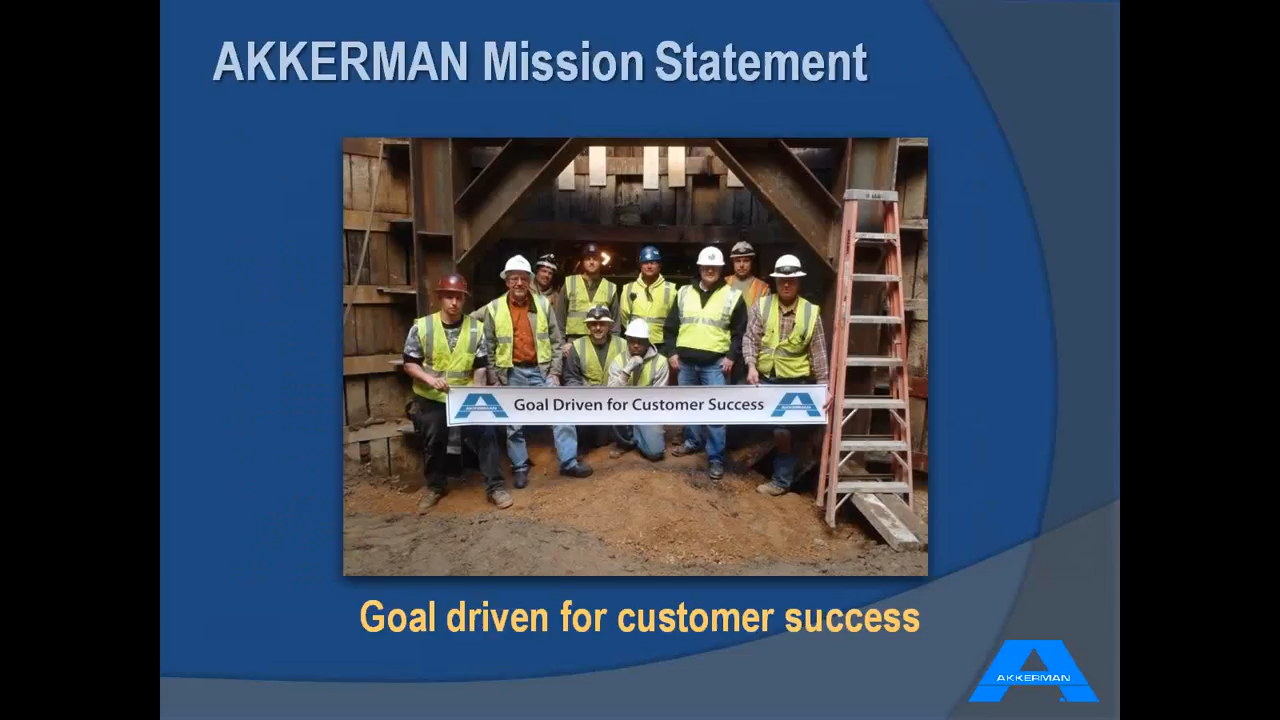 AKKERMAN Mission Statement
Goal Driven for Customer Success
AKKERMAN
AKKERMAN
Goal driven for customer success
AKKERMAN